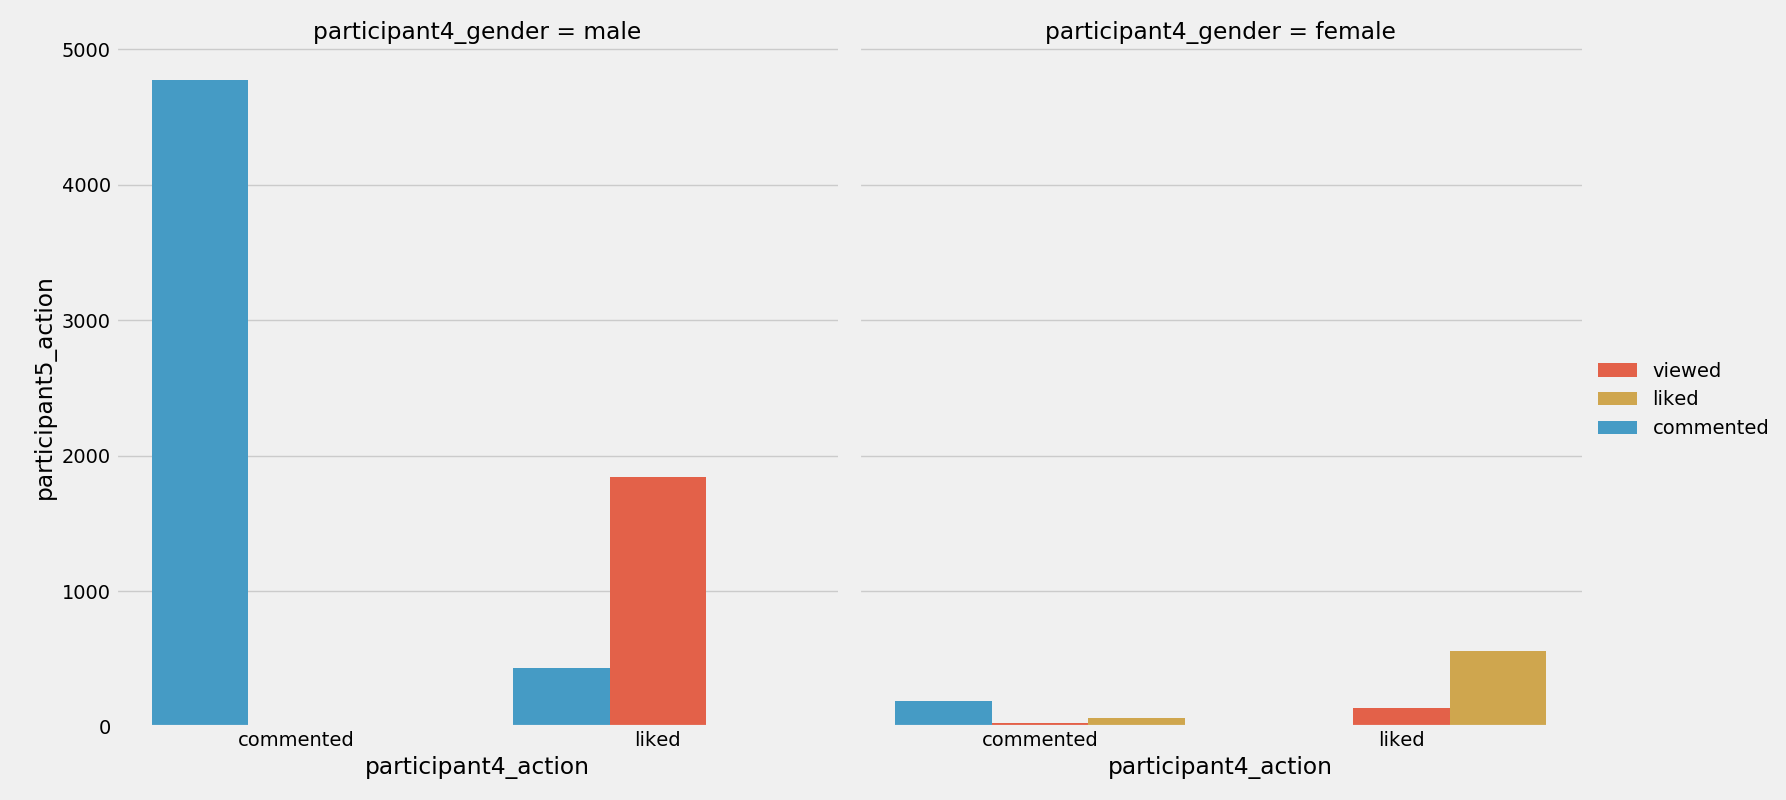 participant4_gender = male
participant4_gender = female
5000
4000
3000
2000
1000
0
participant5_action
commented
liked
commented
liked
participant4_action
participant4_action
viewed
liked
commented